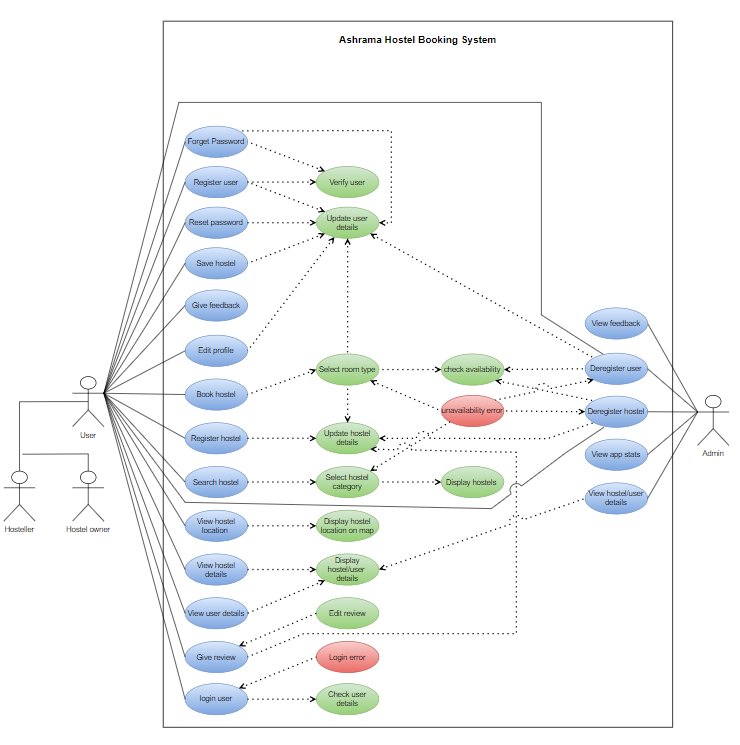 Ashrama Hostel Booking System
Forget Password
Register user
Verify user
Reset password
Update user
details
Save hostel
Give feedback
View feedback
Edit profile
Select room type
check availability
Deregister user
Book hostel
unavailability error
Deregister hostel
User
Admin
Register hostel
Update hostel
details
View app stats
Search hostel
Select hostel
category
Display hostels
View hostel/user
details
Hosteller
Hostel owner
View hostel
location
Display hostel
location on map
View hostel
details
Display
hostel/user
details
View user details
Edit review
Give review
Login error
login user
Check user
details